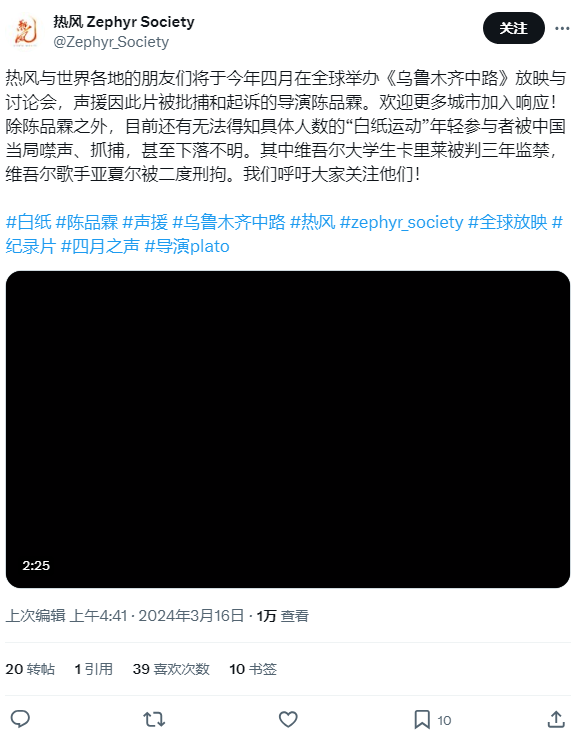 热风 Zephyr Society
关注
@Zephyr_Society
热风与世界各地的朋友们将于今年四月在全球举办《乌鲁木齐中路》放映与
讨论会，声援因此片被批捕和起诉的导演陈品霖。欢迎更多城市加入响应！
除陈品霖之外，目前还有无法得知具体人数的“白纸运动”年轻参与者被中国
当局噤声、抓捕，甚至下落不明。其中维吾尔大学生卡里莱被判三年监禁，
维吾尔歌手亚夏尔被二度刑拘。我们呼吁大家关注他们！
#白纸 #陈品霖 #声援 #乌鲁木齐中路 #热风 #zephyr_society #全球放映 #
纪录片 #四月之声 #导演plato
2:25
上次编辑 上午4:41 · 2024年3月16日 · 1万 查看
20 转帖 1 引用 39 喜欢次数 10 书签
10